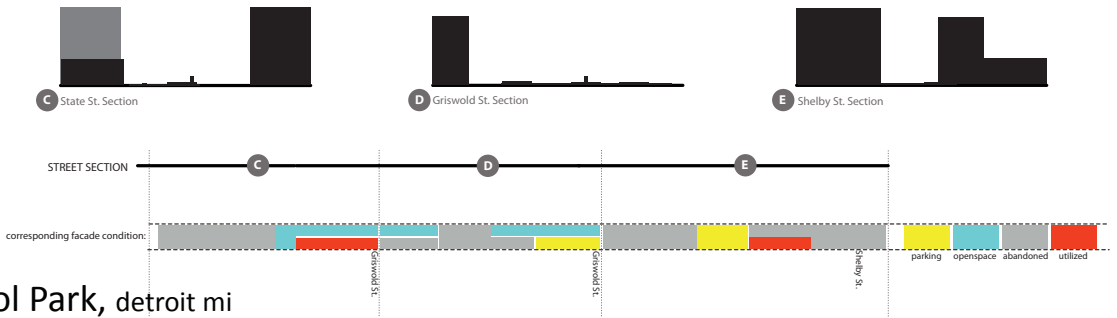 C State St. Section
D Griswold St. Section
E Shelby St. Section
STREET SECTION
C
D
E
corresponding facade condition:
Griswold St.
Griswold St.
Shelby St.
parking
openspace
abandoned
utilized
ol Park, detroit mi